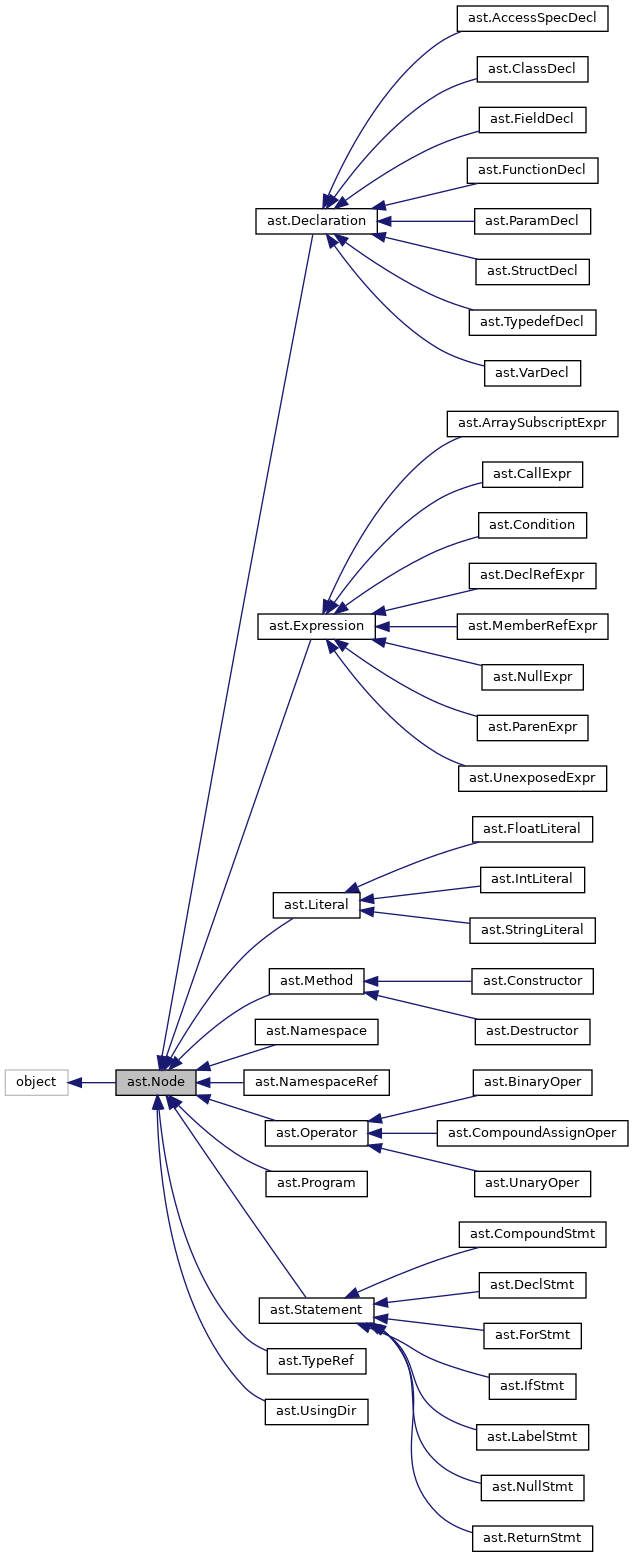 ast.AccessSpecDecl
ast.ClassDecl
ast.FieldDecl
ast.FunctionDecl
ast.Declaration
ast.ParamDecl
ast.StructDecl
ast.TypedefDecl
ast.VarDecl
ast.ArraySubscriptExpr
ast.CallExpr
ast.Condition
ast.DeclRefExpr
ast.Expression
ast.MemberRefExpr
ast.NullExpr
ast.ParenExpr
ast.UnexposedExpr
ast.FloatLiteral
ast.IntLiteral
ast.Literal
ast.StringLiteral
ast.Method
ast.Constructor
ast.Namespace
ast.Destructor
object
ast.Node
ast.NamespaceRef
ast.BinaryOper
ast.Operator
ast.CompoundAssignOper
ast.Program
ast.UnaryOper
ast.CompoundStmt
ast.DeclStmt
ast.Statement
ast.ForStmt
ast.TypeRef
ast.IfStmt
ast.UsingDir
ast.LabelStmt
ast.NullStmt
ast.ReturnStmt